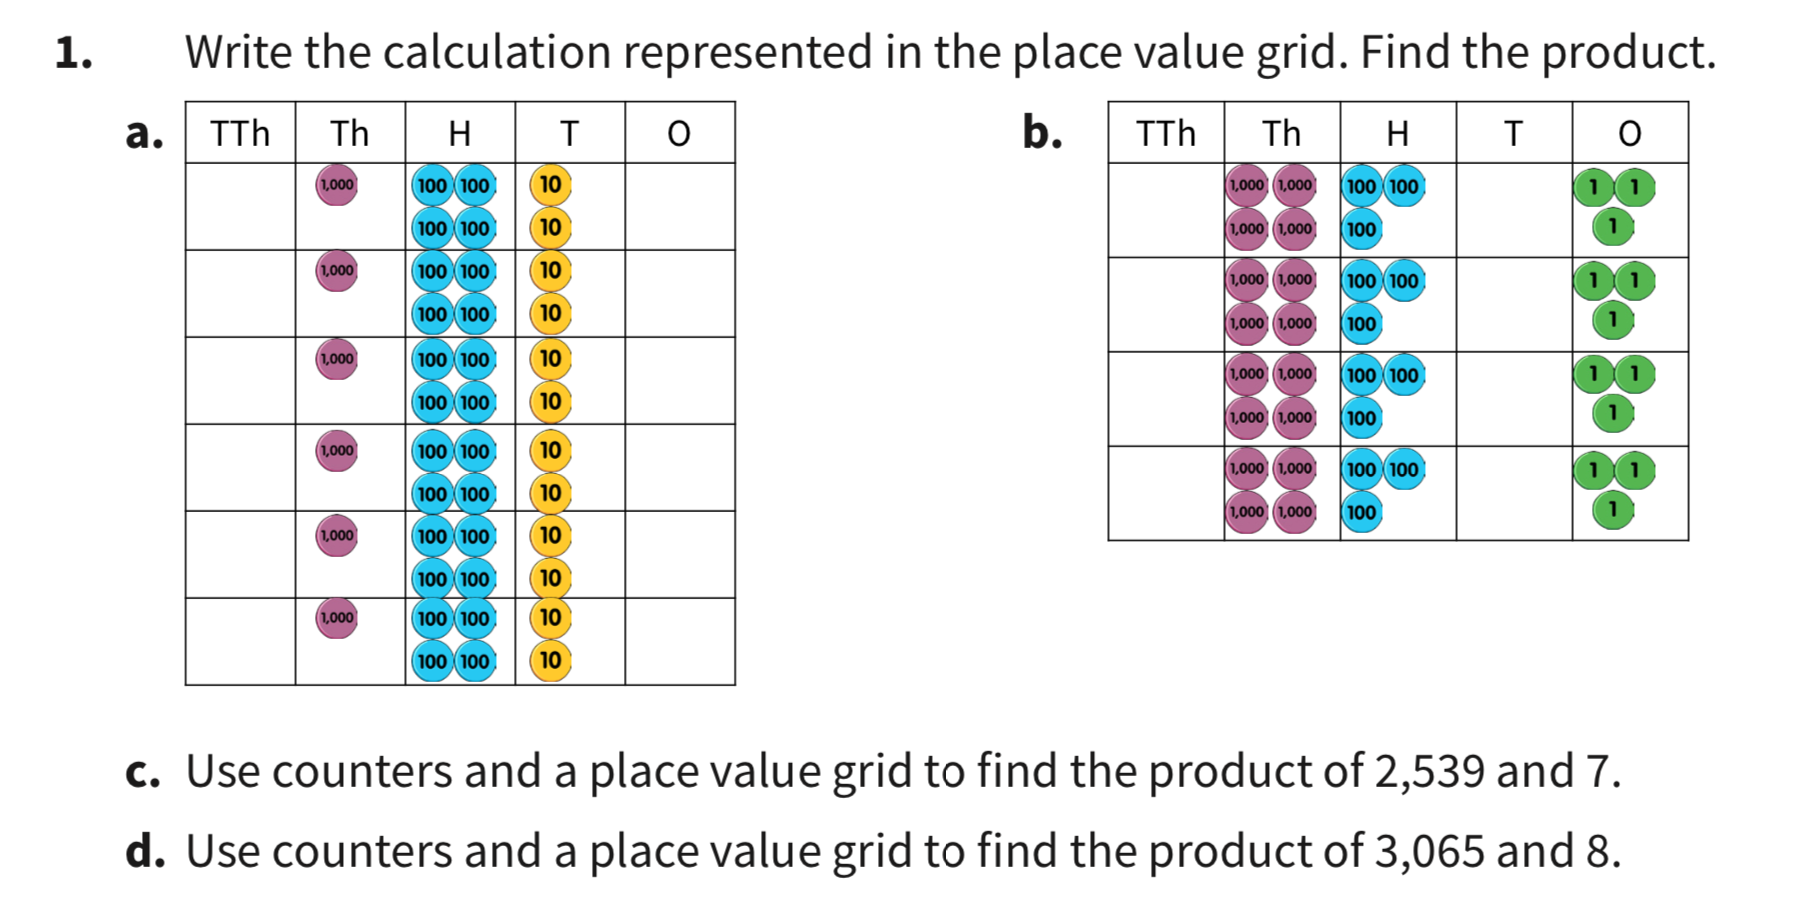 1. Write the calculation represented in the place value grid. Find the product.
a. TTh Th H T O
1,000 100 100 10
100 100 10
1,000 100 100 10
100 100 10
1,000 100 100 10
100 100 10
1,000 100 100 10
100 100 10
1,000 100 100 10
100 100 10
1,000 100 100 10
100 100 10
b. TTh Th H T O
1,000 1,000 100 100 1 1
1,000 1,000 100 1
1,000 1,000 100 100 1 1
1,000 1,000 100 1
1,000 1,000 100 100 1 1
1,000 1,000 100 1
1,000 1,000 100 100 1 1
1,000 1,000 100 1
c. Use counters and a place value grid to find the product of 2,539 and 7.
d. Use counters and a place value grid to find the product of 3,065 and 8.